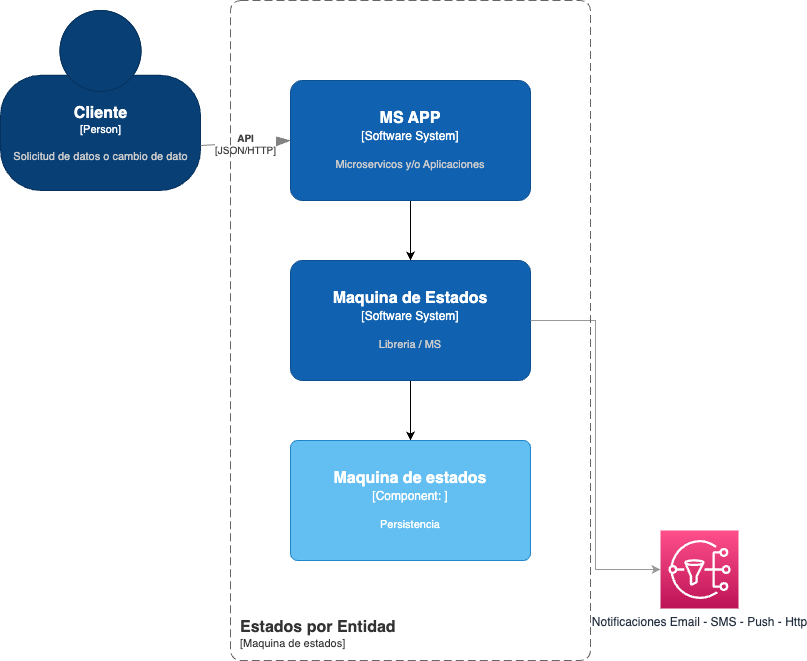 Cliente
[Person]
Solicitud de datos o cambio de dato
API
[JSON/HTTP]
MS APP
[Software System]
Microservicos y/o Aplicaciones
Maquina de Estados
[Software System]
Libreria / MS
Maquina de estados
[Component: ]
Persistencia
Notificaciones Email - SMS - Push - Http
Estados por Entidad
[Maquina de estados]